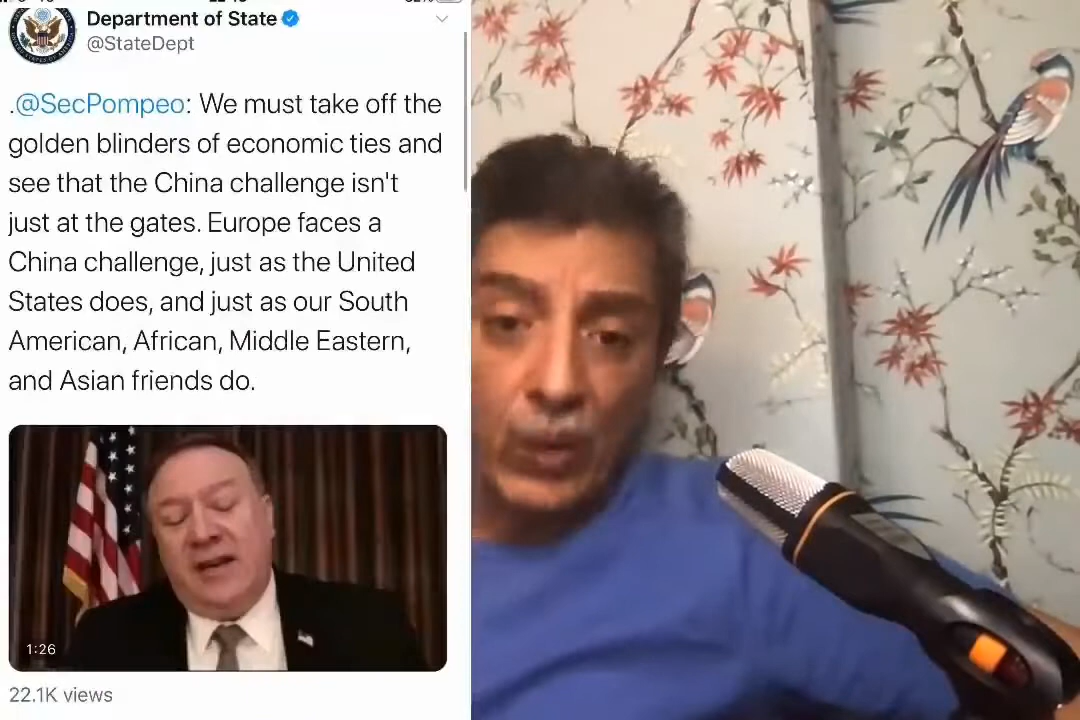 Department of State
@StateDept
.@SecPompeo: We must take off the
golden blinders of economic ties and
see that the China challenge isn't
just at the gates. Europe faces a
China challenge, just as the United
States does, and just as our South
American, African, Middle Eastern,
and Asian friends do.
1:26
22.1K views